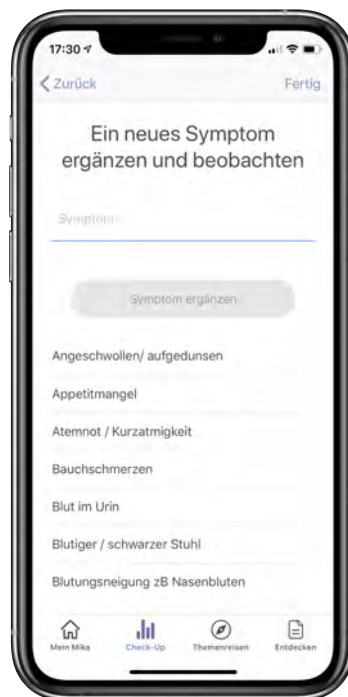 17:30
Zurück
Fertig
Ein neues Symptom
ergänzen und beobachten
Symptom
Symptom ergänzen
Angeschwollen/ aufgedunsen
Appetitmangel
Atemnot / Kurzatmigkeit
Bauchschmerzen
Blut im Urin
Blutiger / schwarzer Stuhl
Blutungsneigung zB Nasenbluten
Mein Mika
Check-Up
Themenreisen
Entdecken